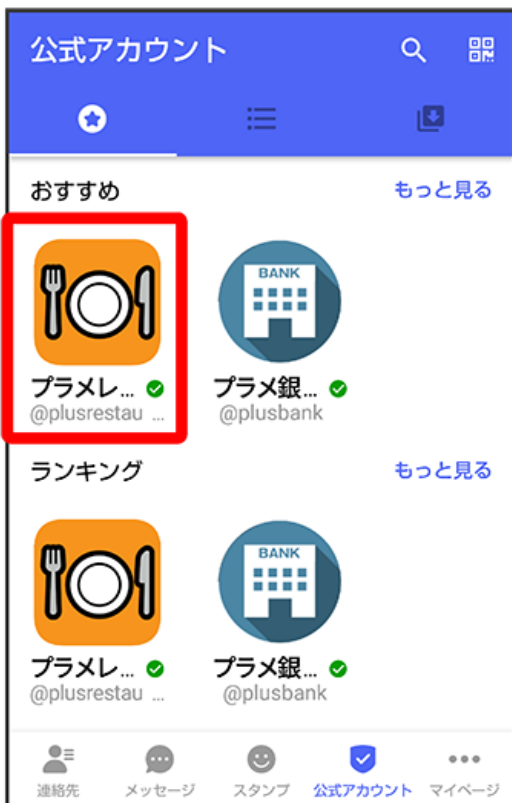 公式アカウント
おすすめ
もっと見る
BANK
プラメレ...
プラメ銀...
@plusrestau ...
@plusbank
ランキング
もっと見る
BANK
プラメレ...
プラメ銀...
@plusrestau ...
@plusbank
連絡先
メッセージ
スタンプ
公式アカウント
マイページ